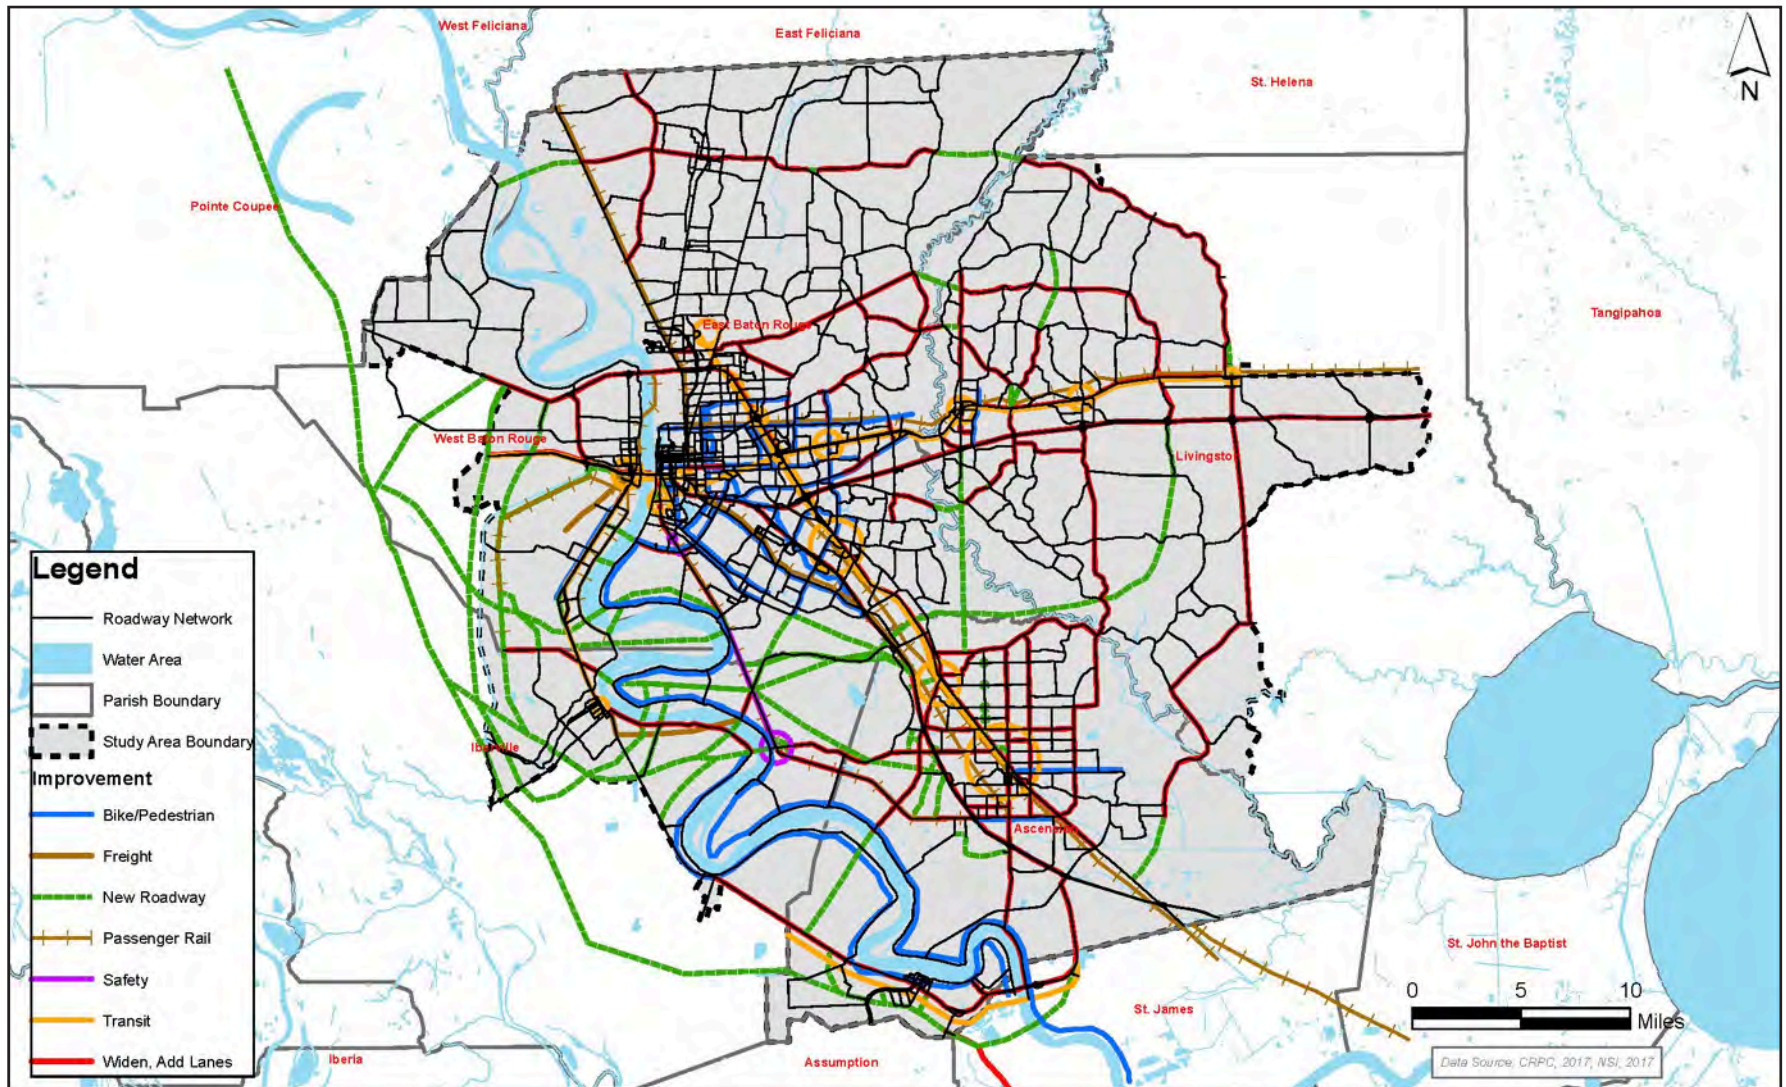 West Feliciana
East Feliciana
St. Helena
N
Pointe Coupee
Tangipahoa
East Baton Rouge
West Baton Rouge
Livingston
Legend
Roadway Network
Water Area
Parish Boundary
Study Area Boundary
Improvement
Bike/Pedestrian
Freight
New Roadway
Passenger Rail
Safety
Transit
Widen, Add Lanes
Iberville
Ascension
St. John the Baptist
0 5 10
Miles
St. James
Iberia
Assumption
Data Source, CRPC, 2017, NSI, 2017